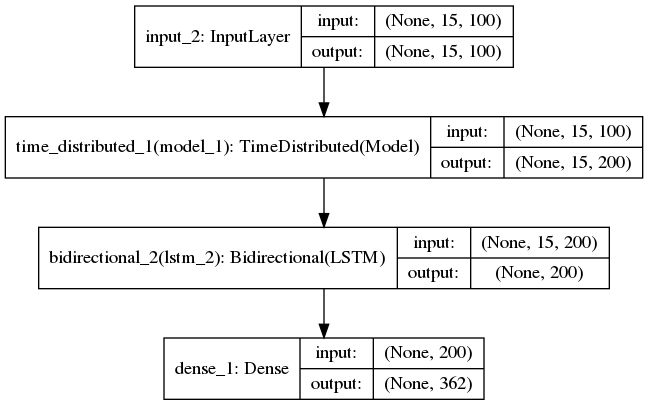 input_2: InputLayer
input: (None, 15, 100)
output: (None, 15, 100)
time_distributed_1(model_1): TimeDistributed(Model)
input: (None, 15, 100)
output: (None, 15, 200)
bidirectional_2(lstm_2): Bidirectional(LSTM)
input: (None, 15, 200)
output: (None, 200)
dense_1: Dense
input: (None, 200)
output: (None, 362)